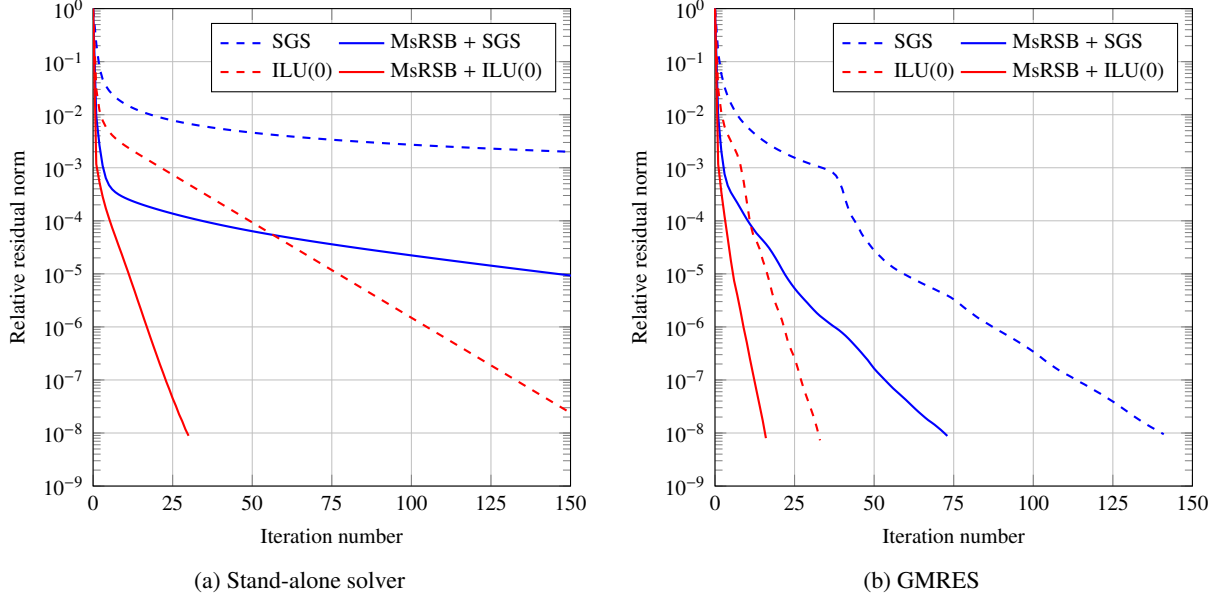 10^0
10^−1
10^−2
10^−3
10^−4
10^−5
10^−6
10^−7
10^−8
10^−9
Relative residual norm
SGS MsRSB + SGS
ILU(0) MsRSB + ILU(0)
0 25 50 75 100 125 150
Iteration number
(a) Stand-alone solver
10^0
10^−1
10^−2
10^−3
10^−4
10^−5
10^−6
10^−7
10^−8
10^−9
Relative residual norm
SGS MsRSB + SGS
ILU(0) MsRSB + ILU(0)
0 25 50 75 100 125 150
Iteration number
(b) GMRES